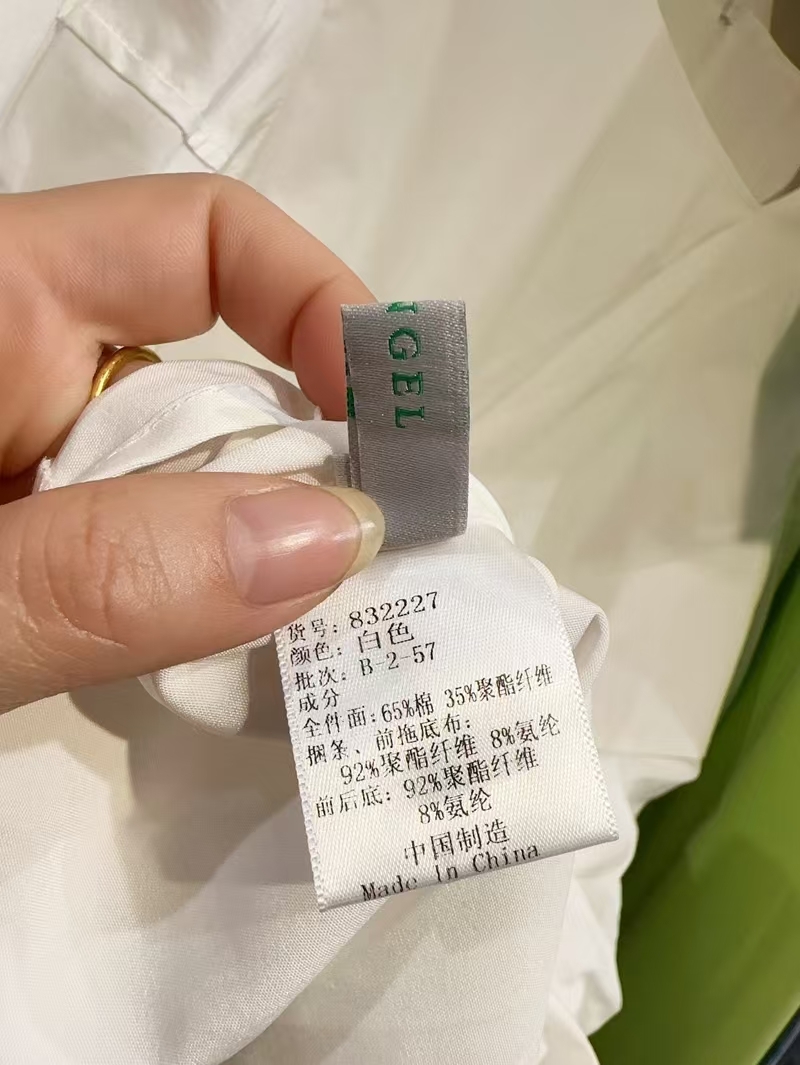 NGEL
货号: 832227
颜色: 白色
批次: B-2-57
成分
全件面: 65%棉 35%聚酯纤维
捆条、前拖底布:
92%聚酯纤维 8%氨纶
前后底: 92%聚酯纤维
8%氨纶
中国制造
Made In China